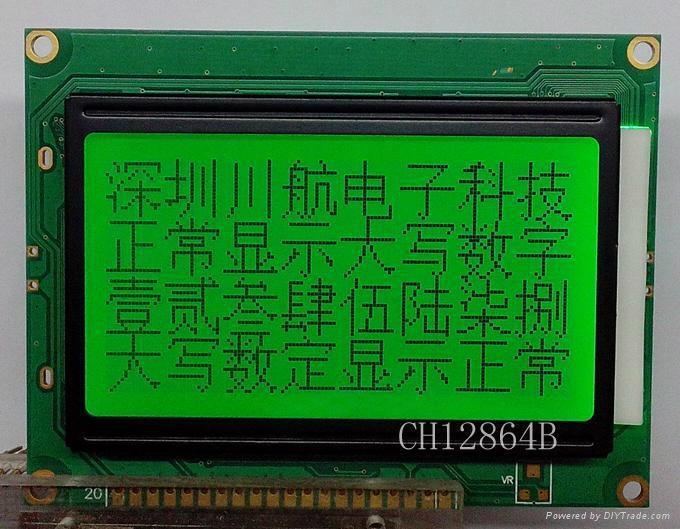 深圳川航电子科技
正常显示大写数字
壹贰叁肆伍陆柒捌
大写数定显示正常
CH12864B
VR
20
Powered by DIYTrade.com